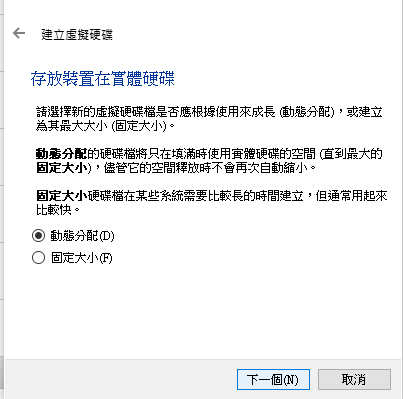 建立虛擬硬碟
存放裝置在實體硬碟
請選擇新的虛擬硬碟檔是否應根據使用來成長 (動態分配)，或建立
為其最大大小 (固定大小)。
動態分配的硬碟檔將只在填滿時使用實體硬碟的空間 (直到最大的
固定大小)，儘管它的空間釋放時不會再次自動縮小。
固定大小硬碟檔在某些系統需要比較長的時間建立，但通常用起來
比較快。
動態分配(D)
固定大小(F)
下一個(N)
取消